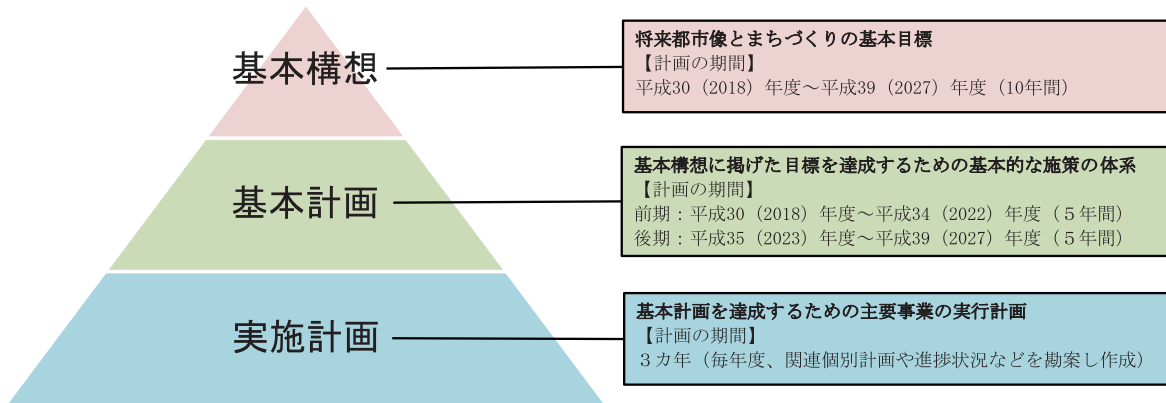 基本構想
将来都市像とまちづくりの基本目標
【計画の期間】
平成30（2018）年度～平成39（2027）年度（10年間）
基本計画
基本構想に掲げた目標を達成するための基本的な施策の体系
【計画の期間】
前期：平成30（2018）年度～平成34（2022）年度（５年間）
後期：平成35（2023）年度～平成39（2027）年度（５年間）
実施計画
基本計画を達成するための主要事業の実行計画
【計画の期間】
３カ年（毎年度、関連個別計画や進捗状況などを勘案し作成）